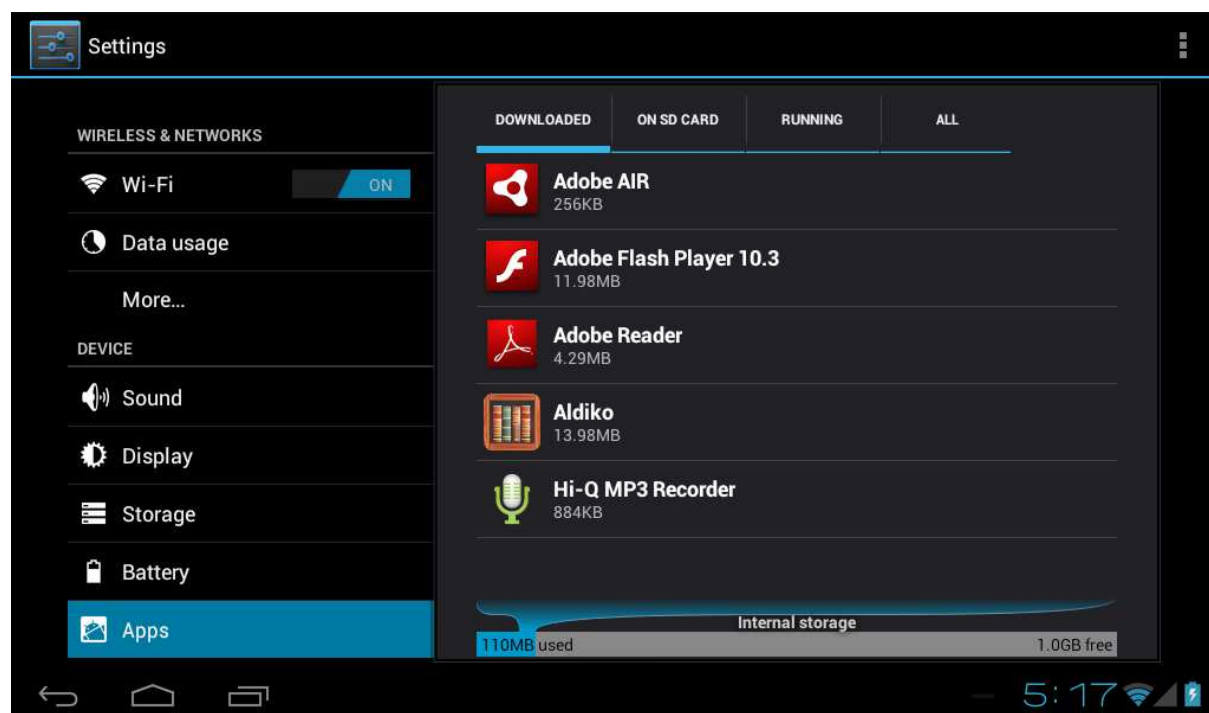 Settings
WIRELESS & NETWORKS
Wi-Fi ON
Data usage
More...
DEVICE
Sound
Display
Storage
Battery
Apps
DOWNLOADED ON SD CARD RUNNING ALL
Adobe AIR
256KB
Adobe Flash Player 10.3
11.98MB
Adobe Reader
4.29MB
Aldiko
13.98MB
Hi-Q MP3 Recorder
884KB
Internal storage
110MB used 1.0GB free
5:17